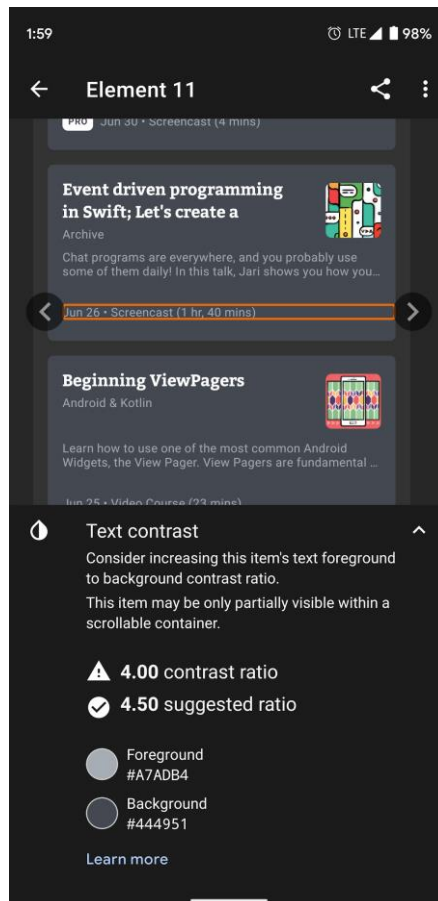 1:59 LTE 98%
Element 11
PRO Jun 30 • Screencast (4 mins)
Event driven programming
in Swift; Let's create a
Archive
Chat programs are everywhere, and you probably use
some of them daily! In this talk, Jari shows you how you...
Jun 26 • Screencast (1 hr, 40 mins)
Beginning ViewPagers
Android & Kotlin
Learn how to use one of the most common Android
Widgets, the View Pager. View Pagers are fundamental ...
Jun 25 • Video Course (23 mins)
Text contrast
Consider increasing this item's text foreground
to background contrast ratio.
This item may be only partially visible within a
scrollable container.
4.00 contrast ratio
4.50 suggested ratio
Foreground
#A7ADB4
Background
#444951
Learn more